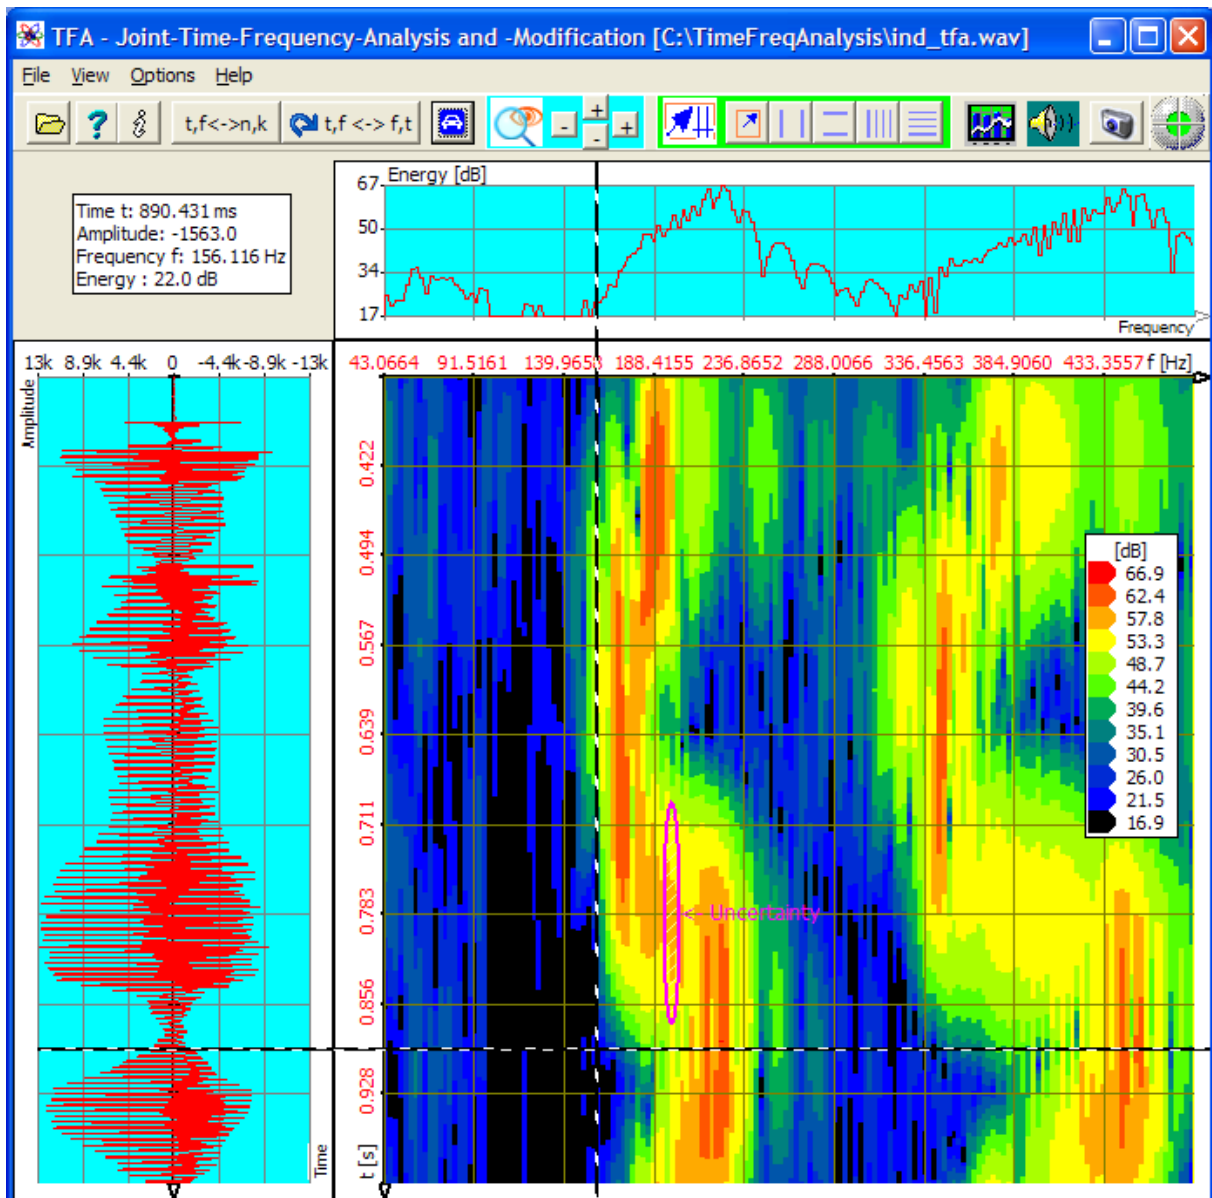 TFA - Joint-Time-Frequency-Analysis and -Modification [C:\TimeFreqAnalysis\ind_tfa.wav]
File View Options Help
t,f<->n,k t,f <-> f,t
- + - +
Energy [dB]
67
50
34
17
Frequency
Time t: 890.431 ms
Amplitude: -1563.0
Frequency f: 156.116 Hz
Energy : 22.0 dB
13k 8.9k 4.4k 0 -4.4k -8.9k -13k
Amplitude
Time
43.0664 91.5161 139.965 188.4155 236.8652 288.0066 336.4563 384.9060 433.3557 f [Hz]
0.422
0.494
0.567
0.639
0.711
0.783
0.856
0.928
t [s]
<- Uncertainty
[dB]
66.9
62.4
57.8
53.3
48.7
44.2
39.6
35.1
30.5
26.0
21.5
16.9